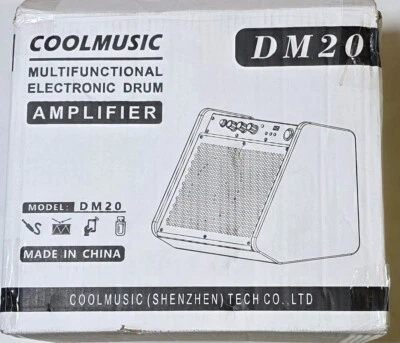 COOLMUSIC
DM20
MULTIFUNCTIONAL
ELECTRONIC DRUM
AMPLIFIER
MODEL: DM20
MADE IN CHINA
COOLMUSIC (SHENZHEN) TECH CO., LTD